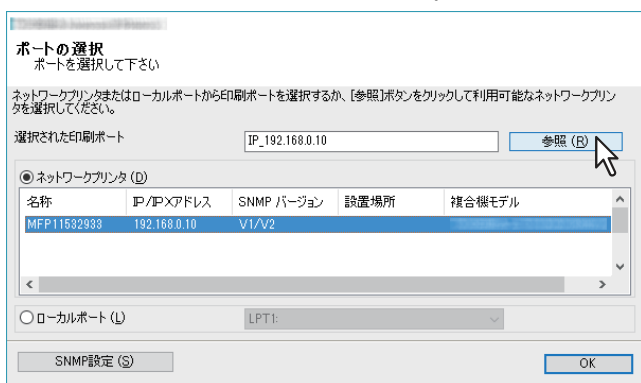 ポートの選択
ポートを選択して下さい
ネットワークプリンタまたはローカルポートから印刷ポートを選択するか、[参照]ボタンをクリックして利用可能なネットワークプリン
タを選択してください。
選択された印刷ポート IP_192.168.0.10 参照 (R)
ネットワークプリンタ (D)
名称 IP/IPXアドレス SNMP バージョン 設置場所 複合機モデル
MFP11532933 192.168.0.10 V1/V2
ローカルポート (L) LPT1:
SNMP設定 (S) OK